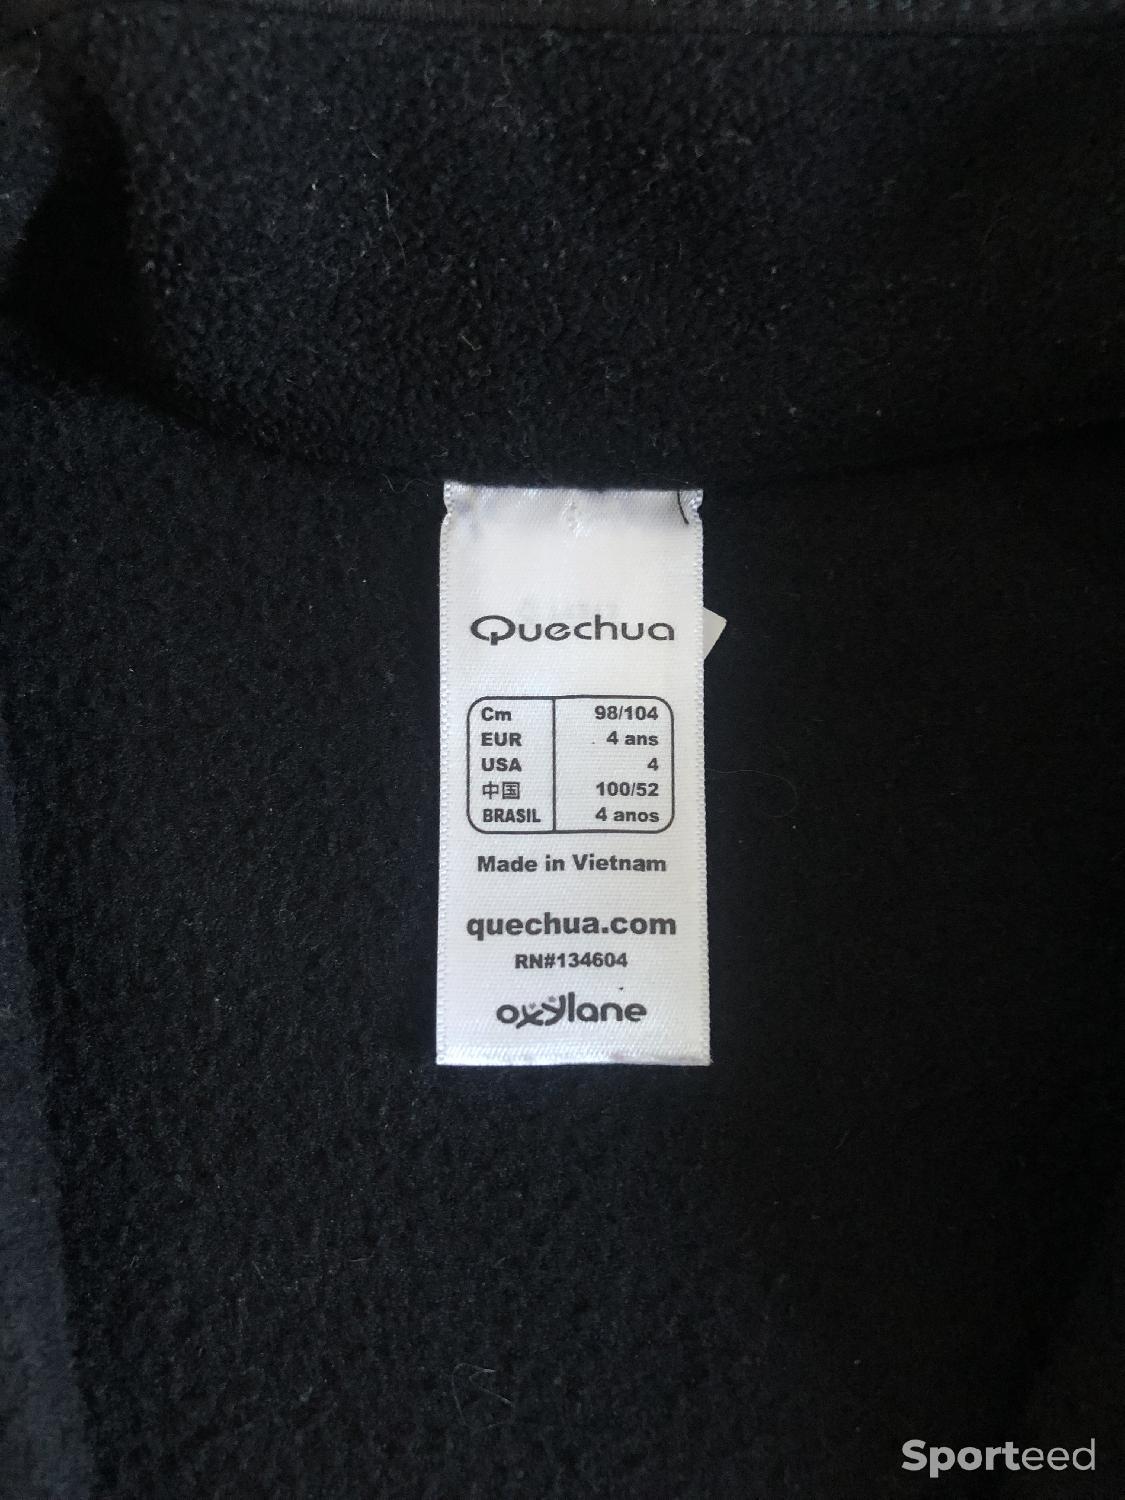 Quechua
Cm 98/104
EUR 4 ans
USA 4
中国 100/52
BRASIL 4 anos
Made in Vietnam
quechua.com
RN#134604
oxylane
Sporteed